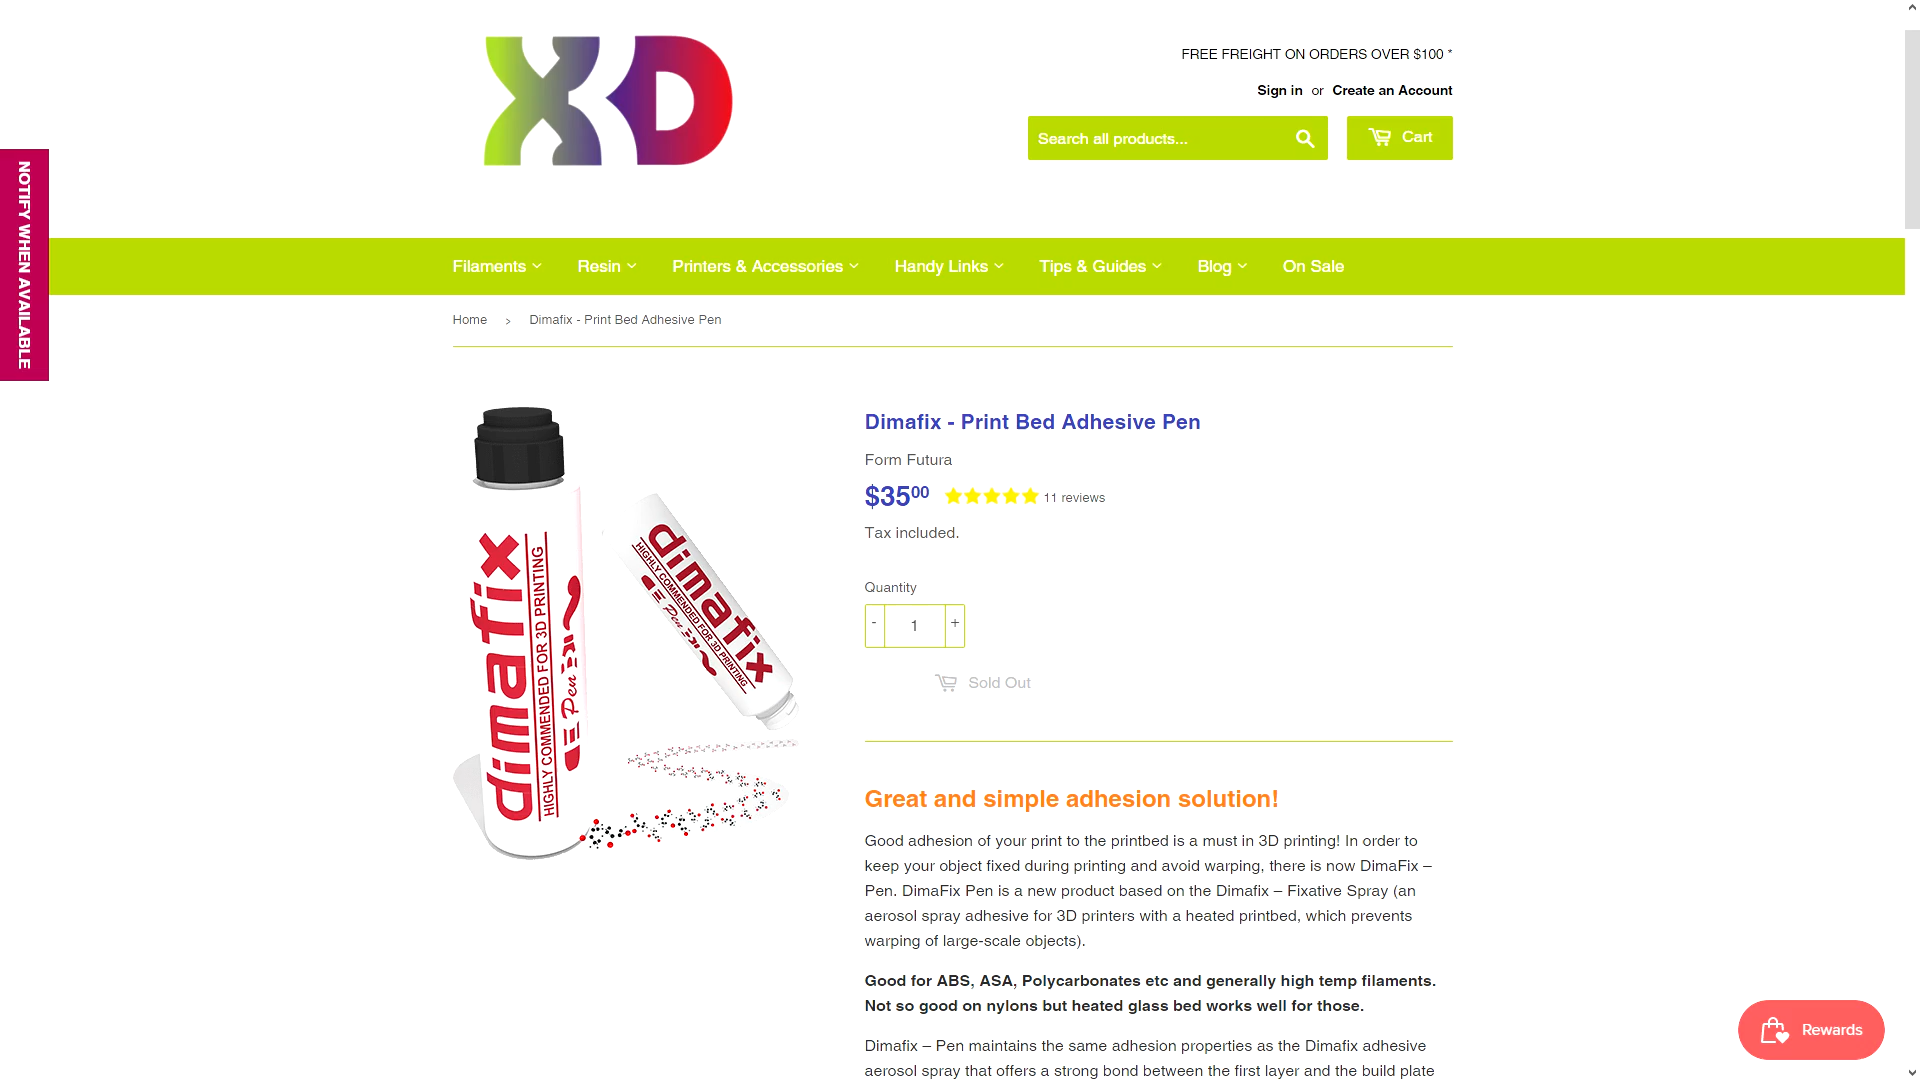 XD
FREE FREIGHT ON ORDERS OVER $100 *
Sign in or Create an Account
Search all products...
Cart
NOTIFY WHEN AVAILABLE
Filaments
Resin
Printers & Accessories
Handy Links
Tips & Guides
Blog
On Sale
Home › Dimafix - Print Bed Adhesive Pen
dimafix
HIGHLY COMMENDED FOR 3D PRINTING
Pen
dimafix
HIGHLY COMMENDED FOR 3D PRINTING
Pen
Dimafix - Print Bed Adhesive Pen
Form Futura
$3500 11 reviews
Tax included.
Quantity
- 1 +
Sold Out
Great and simple adhesion solution!
Good adhesion of your print to the printbed is a must in 3D printing! In order to
keep your object fixed during printing and avoid warping, there is now DimaFix –
Pen. DimaFix Pen is a new product based on the Dimafix – Fixative Spray (an
aerosol spray adhesive for 3D printers with a heated printbed, which prevents
warping of large-scale objects).
Good for ABS, ASA, Polycarbonates etc and generally high temp filaments.
Not so good on nylons but heated glass bed works well for those.
Dimafix – Pen maintains the same adhesion properties as the Dimafix adhesive
aerosol spray that offers a strong bond between the first layer and the build plate
Rewards